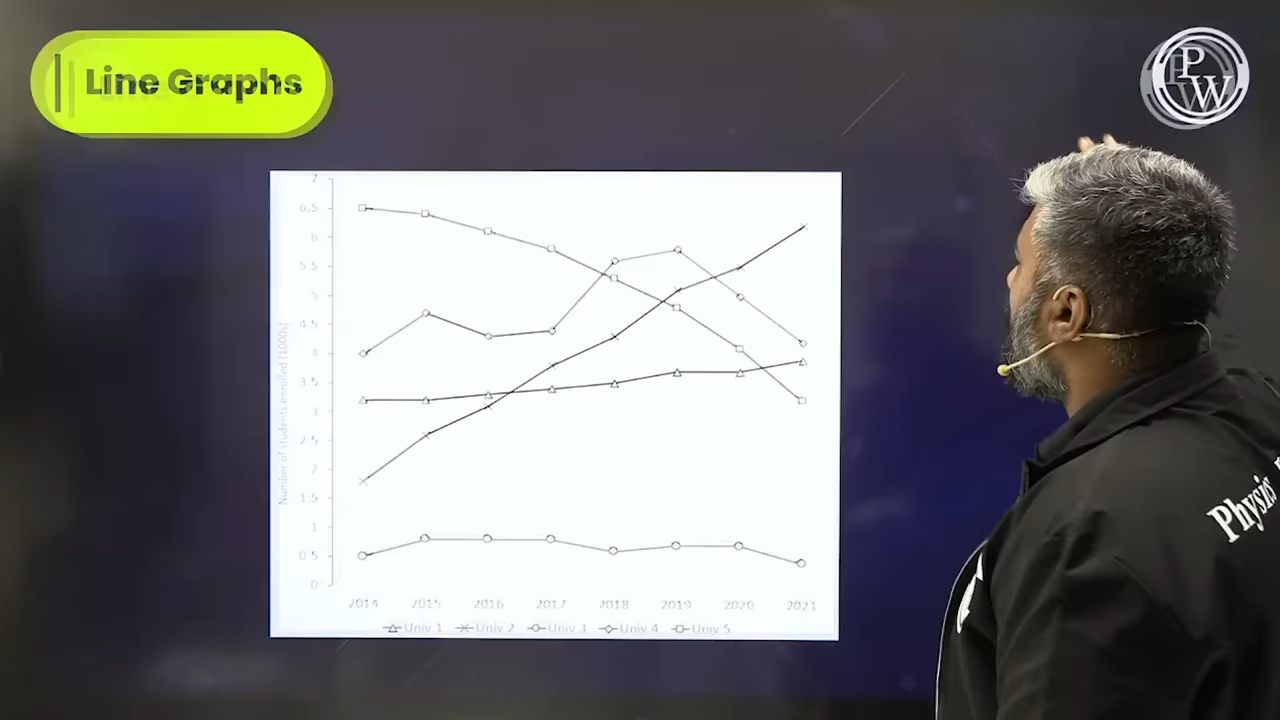 Line Graphs
PW
7
6.5
6
5.5
5
4.5
4
3.5
3
2.5
2
1.5
1
0.5
0
Number of students enrolled (1000s)
2014 2015 2016 2017 2018 2019 2020 2021
Univ 1 Univ 2 Univ 3 Univ 4 Univ 5
Physics